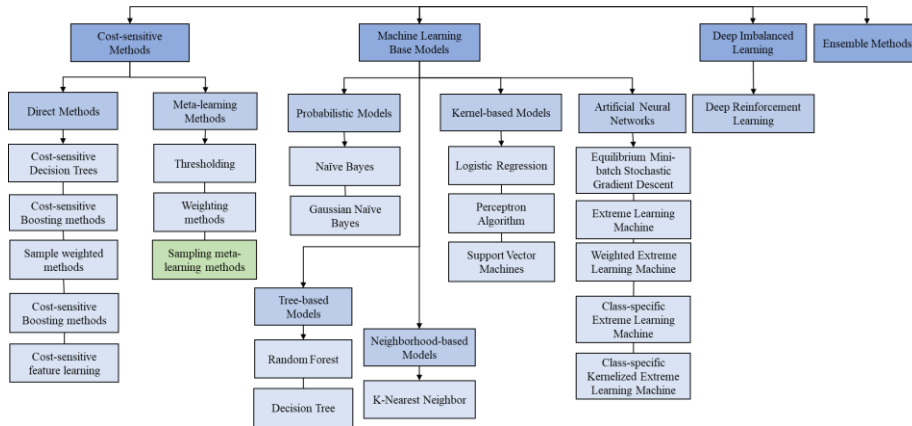 Cost-sensitive
Methods
Machine Learning
Base Models
Deep Imbalanced
Learning
Ensemble Methods
Direct Methods
Meta-learning
Methods
Probabilistic Models
Kernel-based Models
Artificial Neural
Networks
Deep Reinforcement
Learning
Cost-sensitive
Decision Trees
Cost-sensitive
Boosting methods
Sample weighted
methods
Cost-sensitive
Boosting methods
Cost-sensitive
feature learning
Thresholding
Weighting
methods
Sampling meta-
learning methods
Naïve Bayes
Gaussian Naïve
Bayes
Tree-based
Models
Random Forest
Decision Tree
Neighborhood-based
Models
K-Nearest Neighbor
Logistic Regression
Perceptron
Algorithm
Support Vector
Machines
Equilibrium Mini-
batch Stochastic
Gradient Descent
Extreme Learning
Machine
Weighted Extreme
Learning Machine
Class-specific
Extreme Learning
Machine
Class-specific
Kernelized Extreme
Learning Machine